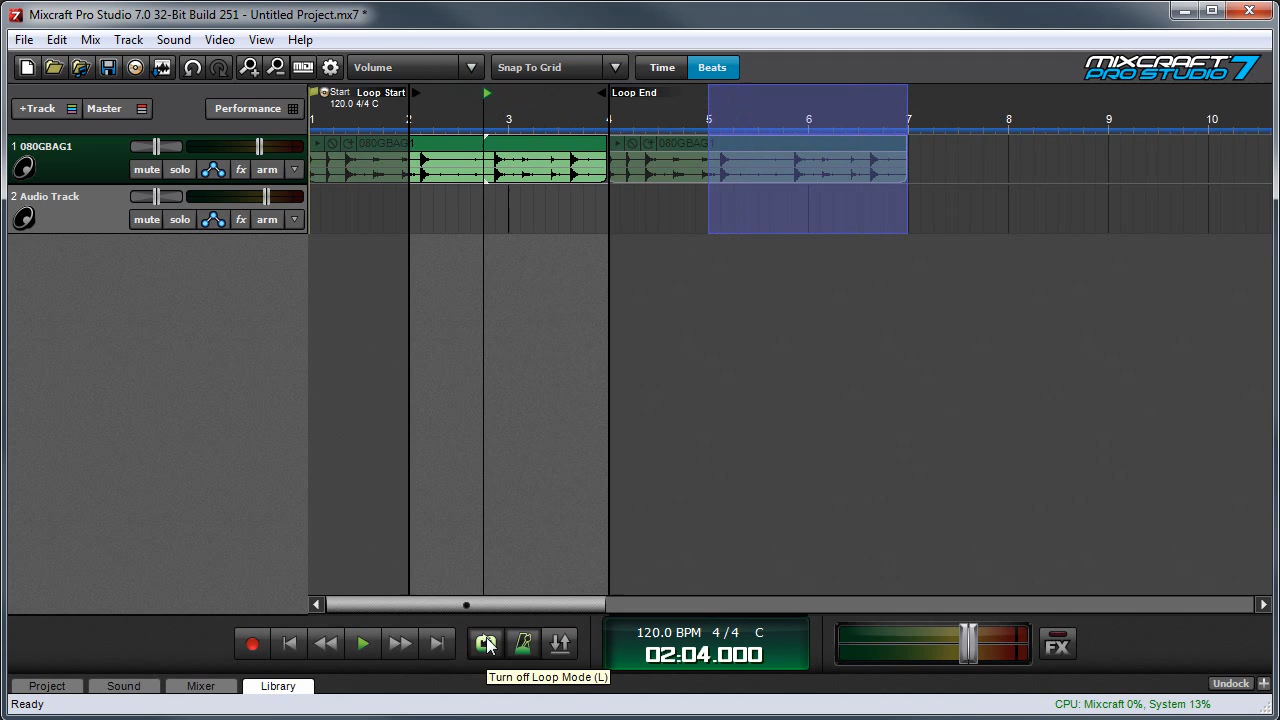 Mixcraft Pro Studio 7.0 32-Bit Build 251 - Untitled Project.mx7 *
File Edit Mix Track Sound Video View Help
Volume Snap To Grid Time Beats
MIXCRAFT 7
PRO STUDIO
+Track Master Performance
Start Loop Start Loop End
120.0 4/4 C
1 2 3 4 5 6 7 8 9 10
1 080GBAG1
080GBAG1 080GBAG1
mute solo fx arm
2 Audio Track
mute solo fx arm
120.0 BPM 4 / 4 C
02:04.000
FX
Turn off Loop Mode (L)
Project Sound Mixer Library Undock
Ready CPU: Mixcraft 0%, System 13%